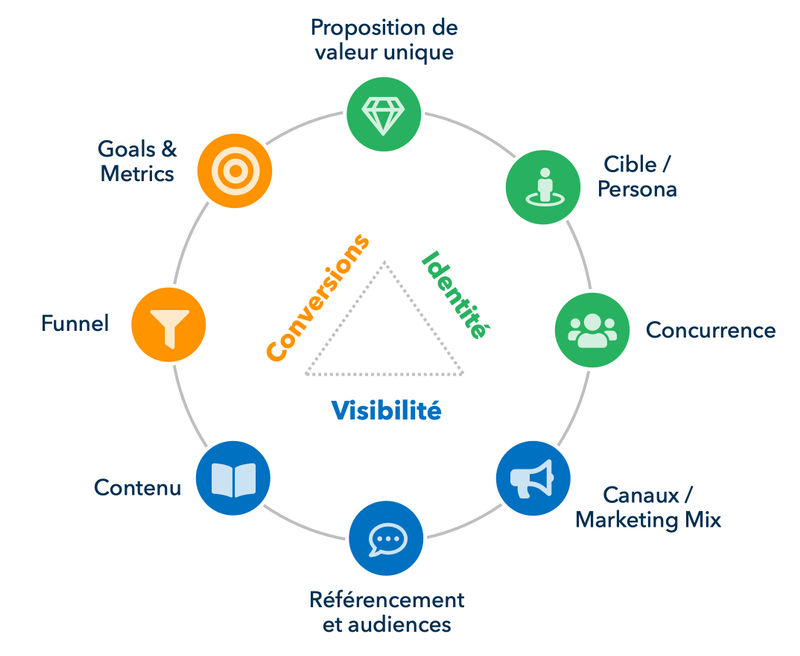 Proposition de
valeur unique
Goals &
Metrics
Cible /
Persona
Conversions
Identité
Funnel
Concurrence
Visibilité
Contenu
Canaux /
Marketing Mix
Référencement
et audiences